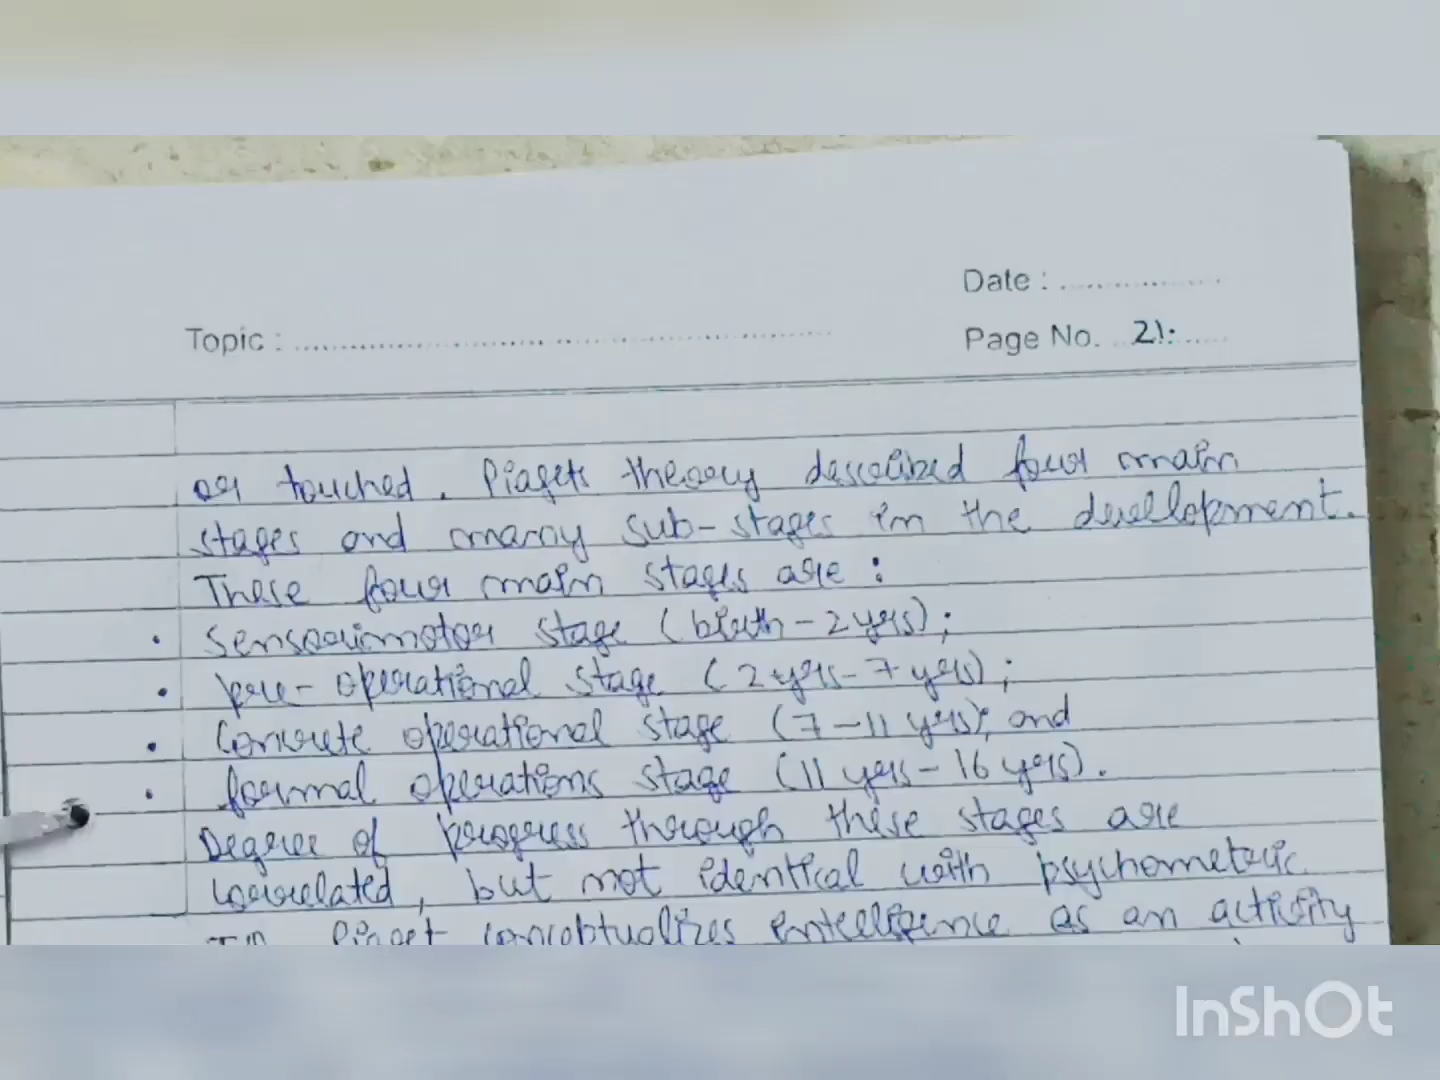 Date : ....................
Topic : ............................................................
Page No. 21.
or touched. Piagets theory described four main
stages and many sub-stages in the development.
These four main stages are :
• Sensorimotor stage (birth - 2 yrs);
• pre-operational stage (2 yrs - 7 yrs);
• Concrete operational stage (7 - 11 yrs); and
• formal operations stage (11 yrs - 16 yrs).
Degree of progress through these stages are
correlated, but not identical with psychometric
IQ. Piaget conceptualizes intelligence as an activity
InShOt